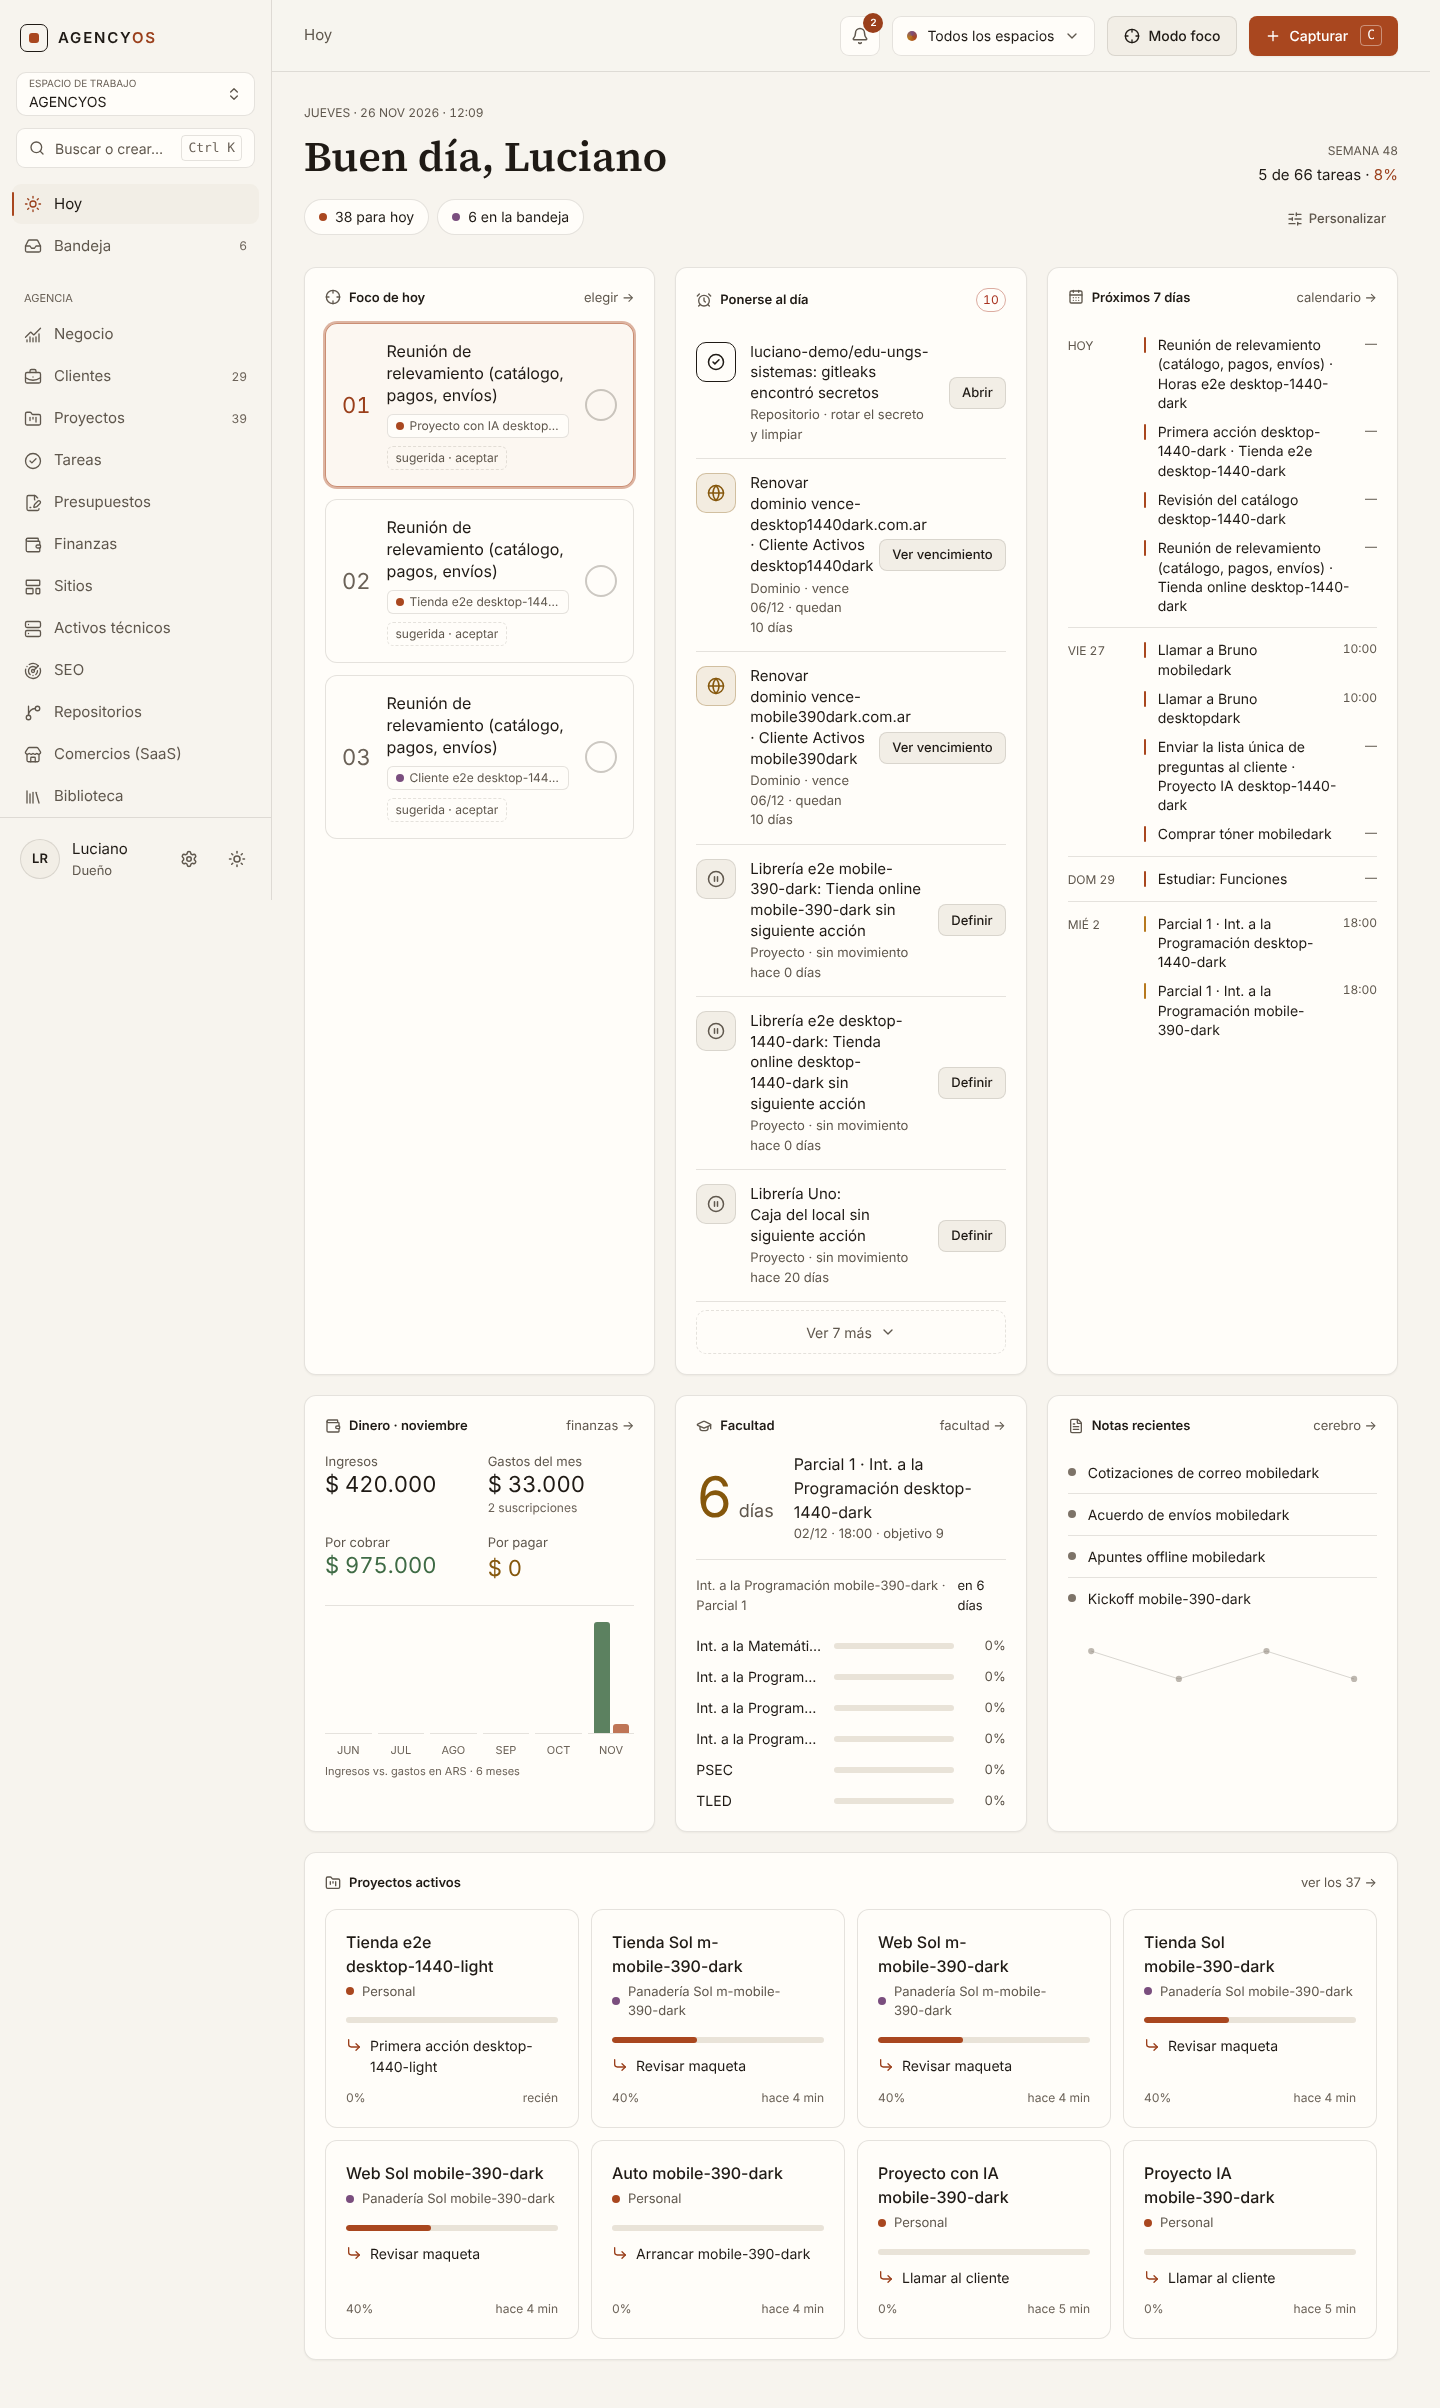 AGENCYOS
ESPACIO DE TRABAJO
AGENCYOS
Buscar o crear...
Ctrl K
Hoy
Bandeja
6
AGENCIA
Negocio
Clientes
29
Proyectos
39
Tareas
Presupuestos
Finanzas
Sitios
Activos técnicos
SEO
Repositorios
Comercios (SaaS)
Biblioteca
LR
Luciano
Dueño
Hoy
2
Todos los espacios
Modo foco
Capturar
C
JUEVES · 26 NOV 2026 · 12:09
Buen día, Luciano
SEMANA 48
5 de 66 tareas · 8%
38 para hoy
6 en la bandeja
Personalizar
Foco de hoy
elegir →
01
Reunión de
relevamiento (catálogo,
pagos, envíos)
Proyecto con IA desktop...
sugerida · aceptar
02
Reunión de
relevamiento (catálogo,
pagos, envíos)
Tienda e2e desktop-144...
sugerida · aceptar
03
Reunión de
relevamiento (catálogo,
pagos, envíos)
Cliente e2e desktop-144...
sugerida · aceptar
Ponerse al día
10
luciano-demo/edu-ungs-
sistemas: gitleaks
encontró secretos
Repositorio · rotar el secreto
y limpiar
Abrir
Renovar
dominio vence-
desktop1440dark.com.ar
· Cliente Activos
desktop1440dark
Dominio · vence
06/12 · quedan
10 días
Ver vencimiento
Renovar
dominio vence-
mobile390dark.com.ar
· Cliente Activos
mobile390dark
Dominio · vence
06/12 · quedan
10 días
Ver vencimiento
Librería e2e mobile-
390-dark: Tienda online
mobile-390-dark sin
siguiente acción
Proyecto · sin movimiento
hace 0 días
Definir
Librería e2e desktop-
1440-dark: Tienda
online desktop-
1440-dark sin
siguiente acción
Proyecto · sin movimiento
hace 0 días
Definir
Librería Uno:
Caja del local sin
siguiente acción
Proyecto · sin movimiento
hace 20 días
Definir
Ver 7 más
Próximos 7 días
calendario →
HOY
Reunión de relevamiento
(catálogo, pagos, envíos) ·
Horas e2e desktop-1440-
dark
—
Primera acción desktop-
1440-dark · Tienda e2e
desktop-1440-dark
—
Revisión del catálogo
desktop-1440-dark
—
Reunión de relevamiento
(catálogo, pagos, envíos) ·
Tienda online desktop-1440-
dark
—
VIE 27
Llamar a Bruno
mobiledark
10:00
Llamar a Bruno
desktopdark
10:00
Enviar la lista única de
preguntas al cliente ·
Proyecto IA desktop-1440-
dark
—
Comprar tóner mobiledark
—
DOM 29
Estudiar: Funciones
—
MIÉ 2
Parcial 1 · Int. a la
Programación desktop-
1440-dark
18:00
Parcial 1 · Int. a la
Programación mobile-
390-dark
18:00
Dinero · noviembre
finanzas →
Ingresos
$ 420.000
Gastos del mes
$ 33.000
2 suscripciones
Por cobrar
$ 975.000
Por pagar
$ 0
JUN JUL AGO SEP OCT NOV
Ingresos vs. gastos en ARS · 6 meses
Facultad
facultad →
6 días
Parcial 1 · Int. a la
Programación desktop-
1440-dark
02/12 · 18:00 · objetivo 9
Int. a la Programación mobile-390-dark ·
Parcial 1
en 6
días
Int. a la Matemáti... 0%
Int. a la Program... 0%
Int. a la Program... 0%
Int. a la Program... 0%
PSEC 0%
TLED 0%
Notas recientes
cerebro →
Cotizaciones de correo mobiledark
Acuerdo de envíos mobiledark
Apuntes offline mobiledark
Kickoff mobile-390-dark
Proyectos activos
ver los 37 →
Tienda e2e
desktop-1440-light
Personal
Primera acción desktop-
1440-light
0%
recién
Tienda Sol m-
mobile-390-dark
Panadería Sol m-mobile-
390-dark
Revisar maqueta
40%
hace 4 min
Web Sol m-
mobile-390-dark
Panadería Sol m-mobile-
390-dark
Revisar maqueta
40%
hace 4 min
Tienda Sol
mobile-390-dark
Panadería Sol mobile-390-dark
Revisar maqueta
40%
hace 4 min
Web Sol mobile-390-dark
Panadería Sol mobile-390-dark
Revisar maqueta
40%
hace 4 min
Auto mobile-390-dark
Personal
Arrancar mobile-390-dark
0%
hace 4 min
Proyecto con IA
mobile-390-dark
Personal
Llamar al cliente
0%
hace 5 min
Proyecto IA
mobile-390-dark
Personal
Llamar al cliente
0%
hace 5 min